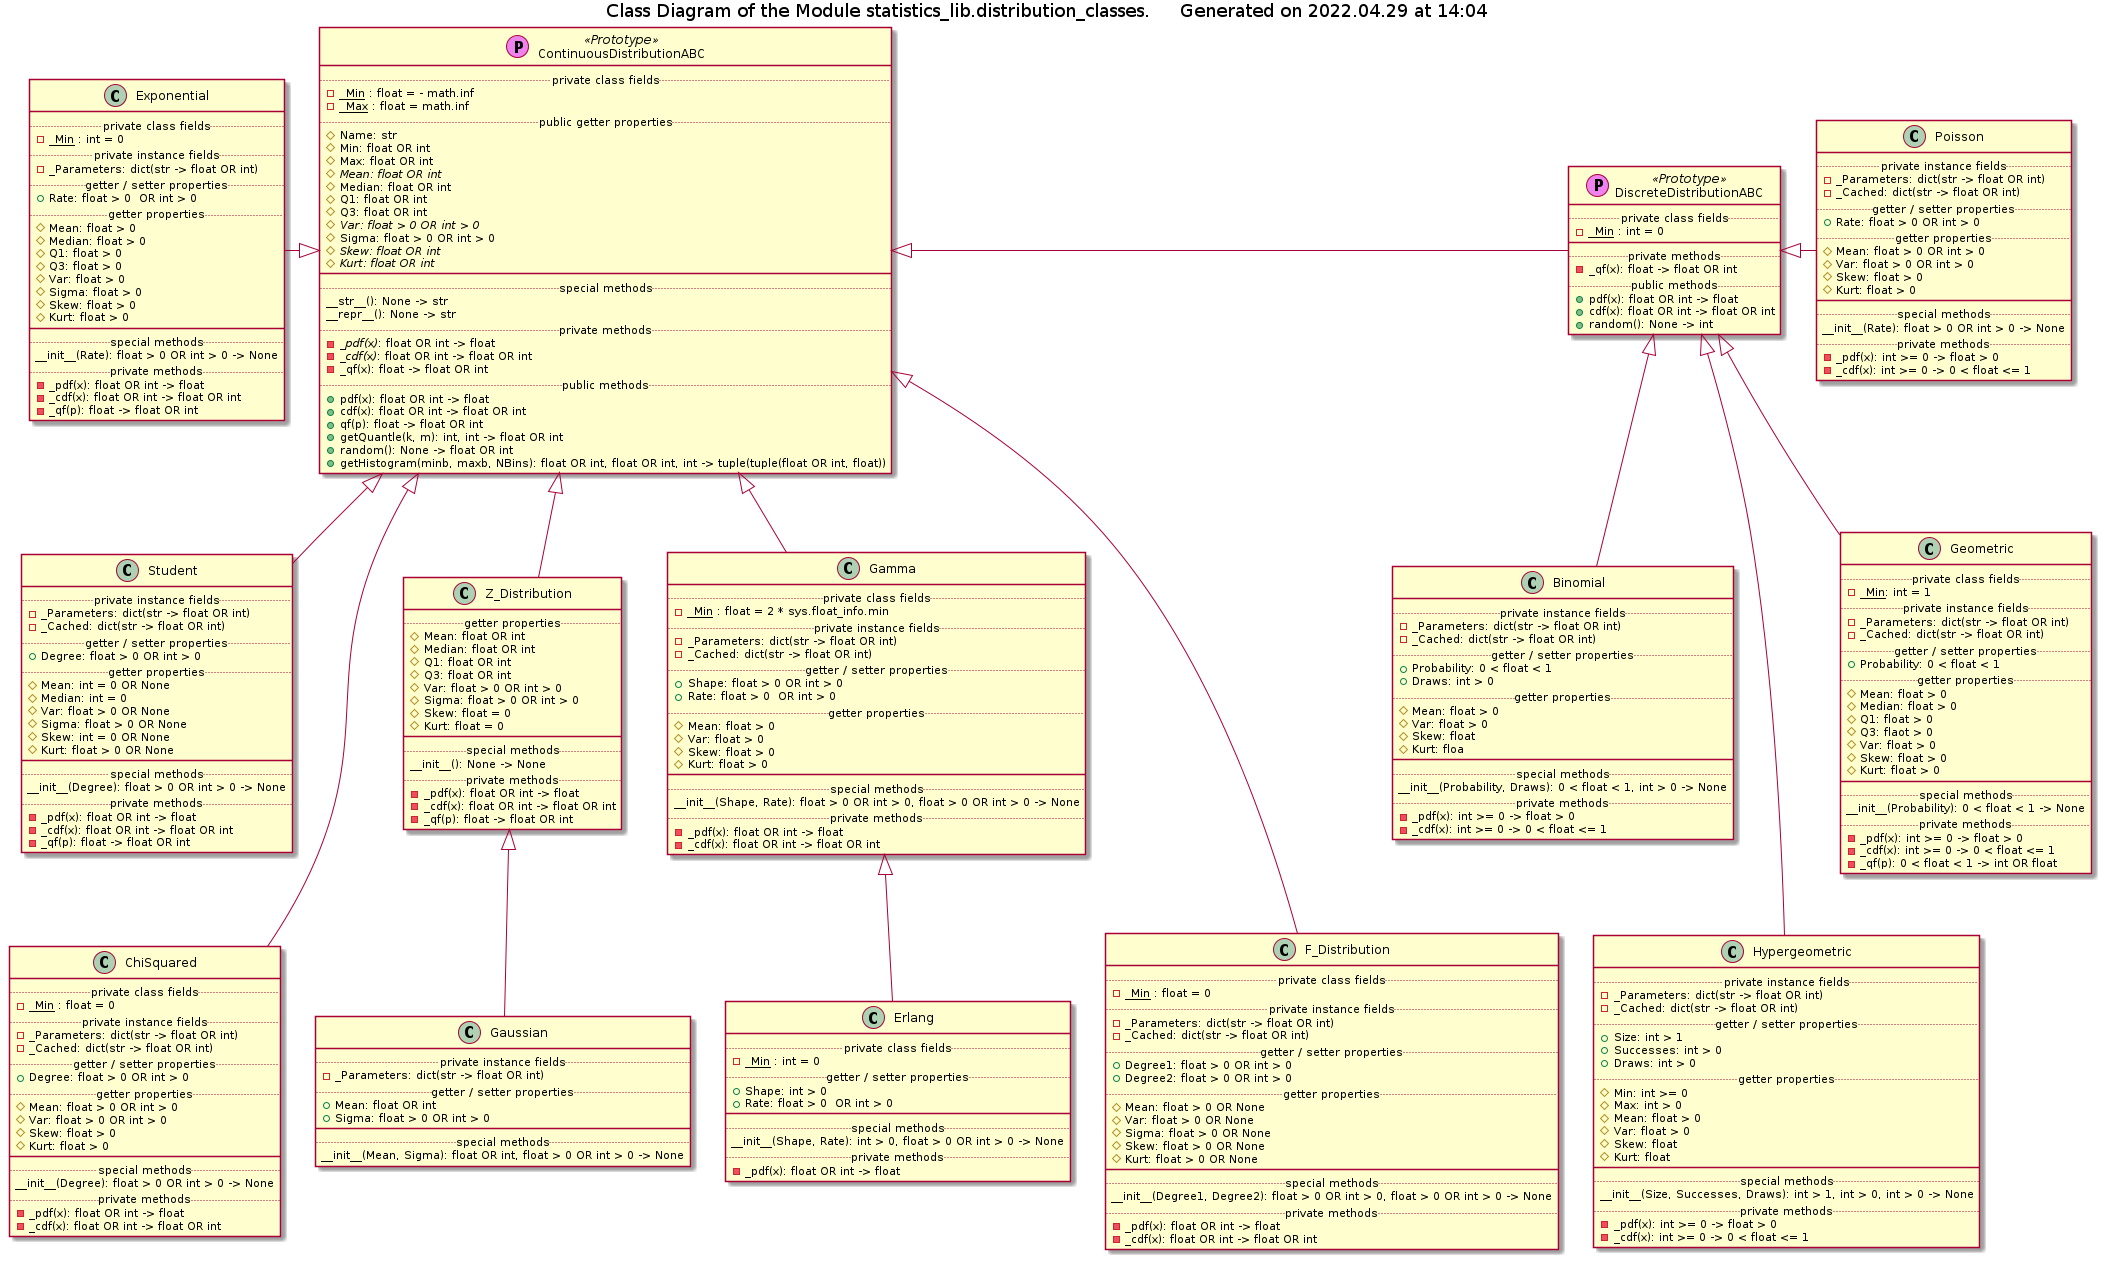 Class Diagram of the Module statistics_lib.distribution_classes. Generated on 2022.04.29 at 14:04
C Exponential
private class fields
_Min : int = 0
private instance fields
_Parameters: dict(str -> float OR int)
getter / setter properties
Rate: float > 0 OR int > 0
getter properties
Mean: float > 0
Median: float > 0
Q1: float > 0
Q3: float > 0
Var: float > 0
Sigma: float > 0
Skew: float > 0
Kurt: float > 0
special methods
__init__(Rate): float > 0 OR int > 0 -> None
private methods
_pdf(x): float OR int -> float
_cdf(x): float OR int -> float OR int
_qf(p): float -> float OR int
P «Prototype»
ContinuousDistributionABC
private class fields
_Min : float = - math.inf
_Max : float = math.inf
public getter properties
Name: str
Min: float OR int
Max: float OR int
Mean: float OR int
Median: float OR int
Q1: float OR int
Q3: float OR int
Var: float > 0 OR int > 0
Sigma: float > 0 OR int > 0
Skew: float OR int
Kurt: float OR int
special methods
__str__(): None -> str
__repr__(): None -> str
private methods
_pdf(x): float OR int -> float
_cdf(x): float OR int -> float OR int
_qf(x): float -> float OR int
public methods
pdf(x): float OR int -> float
cdf(x): float OR int -> float OR int
qf(p): float -> float OR int
getQuantle(k, m): int, int -> float OR int
random(): None -> float OR int
getHistogram(minb, maxb, NBins): float OR int, float OR int, int -> tuple(tuple(float OR int, float))
P «Prototype»
DiscreteDistributionABC
private class fields
_Min : int = 0
private methods
_qf(x): float -> float OR int
public methods
pdf(x): float OR int -> float
cdf(x): float OR int -> float OR int
random(): None -> int
C Poisson
private instance fields
_Parameters: dict(str -> float OR int)
_Cached: dict(str -> float OR int)
getter / setter properties
Rate: float > 0 OR int > 0
getter properties
Mean: float > 0 OR int > 0
Var: float > 0 OR int > 0
Skew: float > 0
Kurt: float > 0
special methods
__init__(Rate): float > 0 OR int > 0 -> None
private methods
_pdf(x): int >= 0 -> float > 0
_cdf(x): int >= 0 -> 0 < float <= 1
C Student
private instance fields
_Parameters: dict(str -> float OR int)
_Cached: dict(str -> float OR int)
getter / setter properties
Degree: float > 0 OR int > 0
getter properties
Mean: int = 0 OR None
Median: int = 0
Var: float > 0 OR None
Sigma: float > 0 OR None
Skew: int = 0 OR None
Kurt: float > 0 OR None
special methods
__init__(Degree): float > 0 OR int > 0 -> None
private methods
_pdf(x): float OR int -> float
_cdf(x): float OR int -> float OR int
_qf(p): float -> float OR int
C Z_Distribution
getter properties
Mean: float OR int
Median: float OR int
Q1: float OR int
Q3: float OR int
Var: float > 0 OR int > 0
Sigma: float > 0 OR int > 0
Skew: float = 0
Kurt: float = 0
special methods
__init__(): None -> None
private methods
_pdf(x): float OR int -> float
_cdf(x): float OR int -> float OR int
_qf(p): float -> float OR int
C Gamma
private class fields
_Min : float = 2 * sys.float_info.min
private instance fields
_Parameters: dict(str -> float OR int)
_Cached: dict(str -> float OR int)
getter / setter properties
Shape: float > 0 OR int > 0
Rate: float > 0 OR int > 0
getter properties
Mean: float > 0
Var: float > 0
Skew: float > 0
Kurt: float > 0
special methods
__init__(Shape, Rate): float > 0 OR int > 0, float > 0 OR int > 0 -> None
private methods
_pdf(x): float OR int -> float
_cdf(x): float OR int -> float OR int
C Binomial
private instance fields
_Parameters: dict(str -> float OR int)
_Cached: dict(str -> float OR int)
getter / setter properties
Probability: 0 < float < 1
Draws: int > 0
getter properties
Mean: float > 0
Var: float > 0
Skew: float
Kurt: floa
special methods
__init__(Probability, Draws): 0 < float < 1, int > 0 -> None
private methods
_pdf(x): int >= 0 -> float > 0
_cdf(x): int >= 0 -> 0 < float <= 1
C Geometric
private class fields
_Min: int = 1
private instance fields
_Parameters: dict(str -> float OR int)
_Cached: dict(str -> float OR int)
getter / setter properties
Probability: 0 < float < 1
getter properties
Mean: float > 0
Median: float > 0
Q1: float > 0
Q3: flaot > 0
Var: float > 0
Skew: float > 0
Kurt: float > 0
special methods
__init__(Probability): 0 < float < 1 -> None
private methods
_pdf(x): int >= 0 -> float > 0
_cdf(x): int >= 0 -> 0 < float <= 1
_qf(p): 0 < float < 1 -> int OR float
C ChiSquared
private class fields
_Min : float = 0
private instance fields
_Parameters: dict(str -> float OR int)
_Cached: dict(str -> float OR int)
getter / setter properties
Degree: float > 0 OR int > 0
getter properties
Mean: float > 0 OR int > 0
Var: float > 0 OR int > 0
Skew: float > 0
Kurt: float > 0
special methods
__init__(Degree): float > 0 OR int > 0 -> None
private methods
_pdf(x): float OR int -> float
_cdf(x): float OR int -> float OR int
C Gaussian
private instance fields
_Parameters: dict(str -> float OR int)
getter / setter properties
Mean: float OR int
Sigma: float > 0 OR int > 0
special methods
__init__(Mean, Sigma): float OR int, float > 0 OR int > 0 -> None
C Erlang
private class fields
_Min : int = 0
getter / setter properties
Shape: int > 0
Rate: float > 0 OR int > 0
special methods
__init__(Shape, Rate): int > 0, float > 0 OR int > 0 -> None
private methods
_pdf(x): float OR int -> float
C F_Distribution
private class fields
_Min : float = 0
private instance fields
_Parameters: dict(str -> float OR int)
_Cached: dict(str -> float OR int)
getter / setter properties
Degree1: float > 0 OR int > 0
Degree2: float > 0 OR int > 0
getter properties
Mean: float > 0 OR None
Var: float > 0 OR None
Sigma: float > 0 OR None
Skew: float > 0 OR None
Kurt: float > 0 OR None
special methods
__init__(Degree1, Degree2): float > 0 OR int > 0, float > 0 OR int > 0 -> None
private methods
_pdf(x): float OR int -> float
_cdf(x): float OR int -> float OR int
C Hypergeometric
private instance fields
_Parameters: dict(str -> float OR int)
_Cached: dict(str -> float OR int)
getter / setter properties
Size: int > 1
Successes: int > 0
Draws: int > 0
getter properties
Min: int >= 0
Max: int > 0
Mean: float > 0
Var: float > 0
Skew: float
Kurt: float
special methods
__init__(Size, Successes, Draws): int > 1, int > 0, int > 0 -> None
private methods
_pdf(x): int >= 0 -> float > 0
_cdf(x): int >= 0 -> 0 < float <= 1